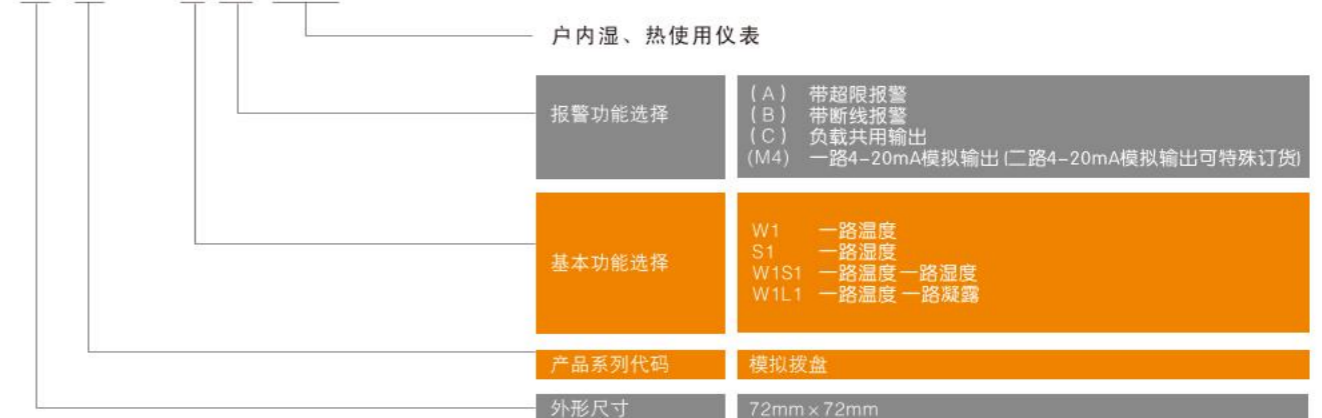 户内湿、热使用仪表
报警功能选择
(A) 带超限报警
(B) 带断线报警
(C) 负载共用输出
(M4) 一路4-20mA模拟输出(二路4-20mA模拟输出可特殊订货)
基本功能选择
W1 一路温度
S1 一路湿度
W1S1 一路温度一路湿度
W1L1 一路温度一路凝露
产品系列代码 模拟拨盘
外形尺寸 72mm×72mm